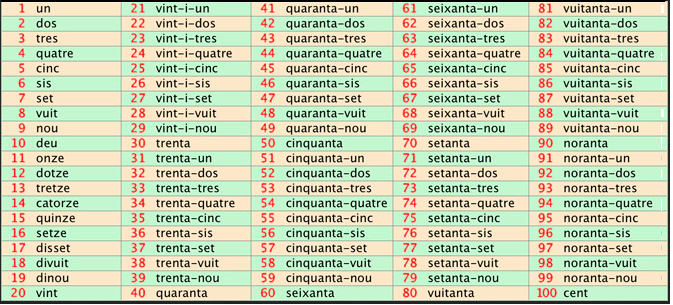 1 un 21 vint-i-un 41 quaranta-un 61 seixanta-un 81 vuitanta-un
2 dos 22 vint-i-dos 42 quaranta-dos 62 seixanta-dos 82 vuitanta-dos
3 tres 23 vint-i-tres 43 quaranta-tres 63 seixanta-tres 83 vuitanta-tres
4 quatre 24 vint-i-quatre 44 quaranta-quatre 64 seixanta-quatre 84 vuitanta-quatre
5 cinc 25 vint-i-cinc 45 quaranta-cinc 65 seixanta-cinc 85 vuitanta-cinc
6 sis 26 vint-i-sis 46 quaranta-sis 66 seixanta-sis 86 vuitanta-sis
7 set 27 vint-i-set 47 quaranta-set 67 seixanta-set 87 vuitanta-set
8 vuit 28 vint-i-vuit 48 quaranta-vuit 68 seixanta-vuit 88 vuitanta-vuit
9 nou 29 vint-i-nou 49 quaranta-nou 69 seixanta-nou 89 vuitanta-nou
10 deu 30 trenta 50 cinquanta 70 setanta 90 noranta
11 onze 31 trenta-un 51 cinquanta-un 71 setanta-un 91 noranta-un
12 dotze 32 trenta-dos 52 cinquanta-dos 72 setanta-dos 92 noranta-dos
13 tretze 33 trenta-tres 53 cinquanta-tres 73 setanta-tres 93 noranta-tres
14 catorze 34 trenta-quatre 54 cinquanta-quatre 74 setanta-quatre 94 noranta-quatre
15 quinze 35 trenta-cinc 55 cinquanta-cinc 75 setanta-cinc 95 noranta-cinc
16 setze 36 trenta-sis 56 cinquanta-sis 76 setanta-sis 96 noranta-sis
17 disset 37 trenta-set 57 cinquanta-set 77 setanta-set 97 noranta-set
18 divuit 38 trenta-vuit 58 cinquanta-vuit 78 setanta-vuit 98 noranta-vuit
19 dinou 39 trenta-nou 59 cinquanta-nou 79 setanta-nou 99 noranta-nou
20 vint 40 quaranta 60 seixanta 80 vuitanta 100 cent